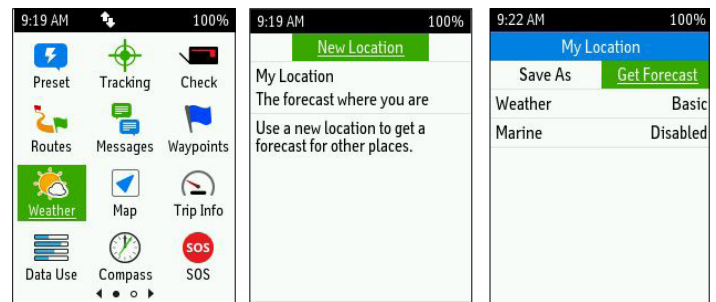 9:19 AM 100%
Preset Tracking Check
Routes Messages Waypoints
Weather Map Trip Info
SOS
Data Use Compass SOS
9:19 AM 100%
New Location
My Location
The forecast where you are
Use a new location to get a
forecast for other places.
9:22 AM 100%
My Location
Save As Get Forecast
Weather Basic
Marine Disabled